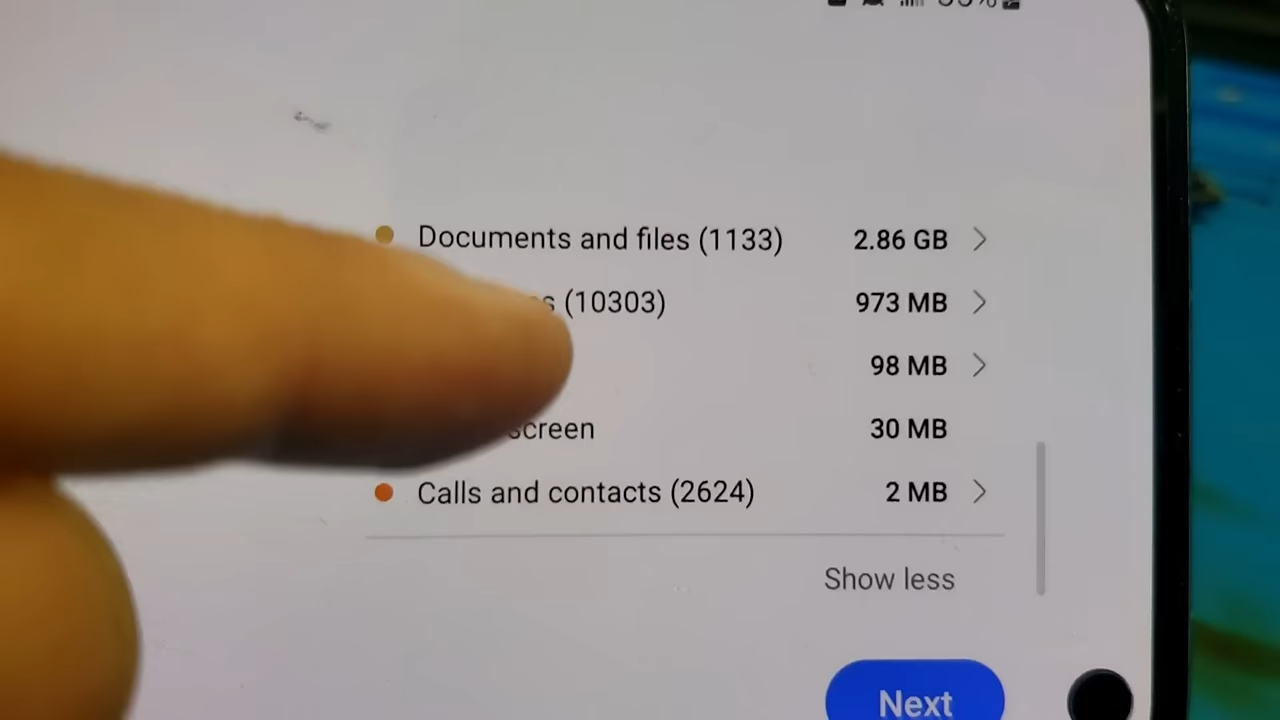 Documents and files (1133) 2.86 GB
(10303) 973 MB
98 MB
screen 30 MB
Calls and contacts (2624) 2 MB
Show less
Next